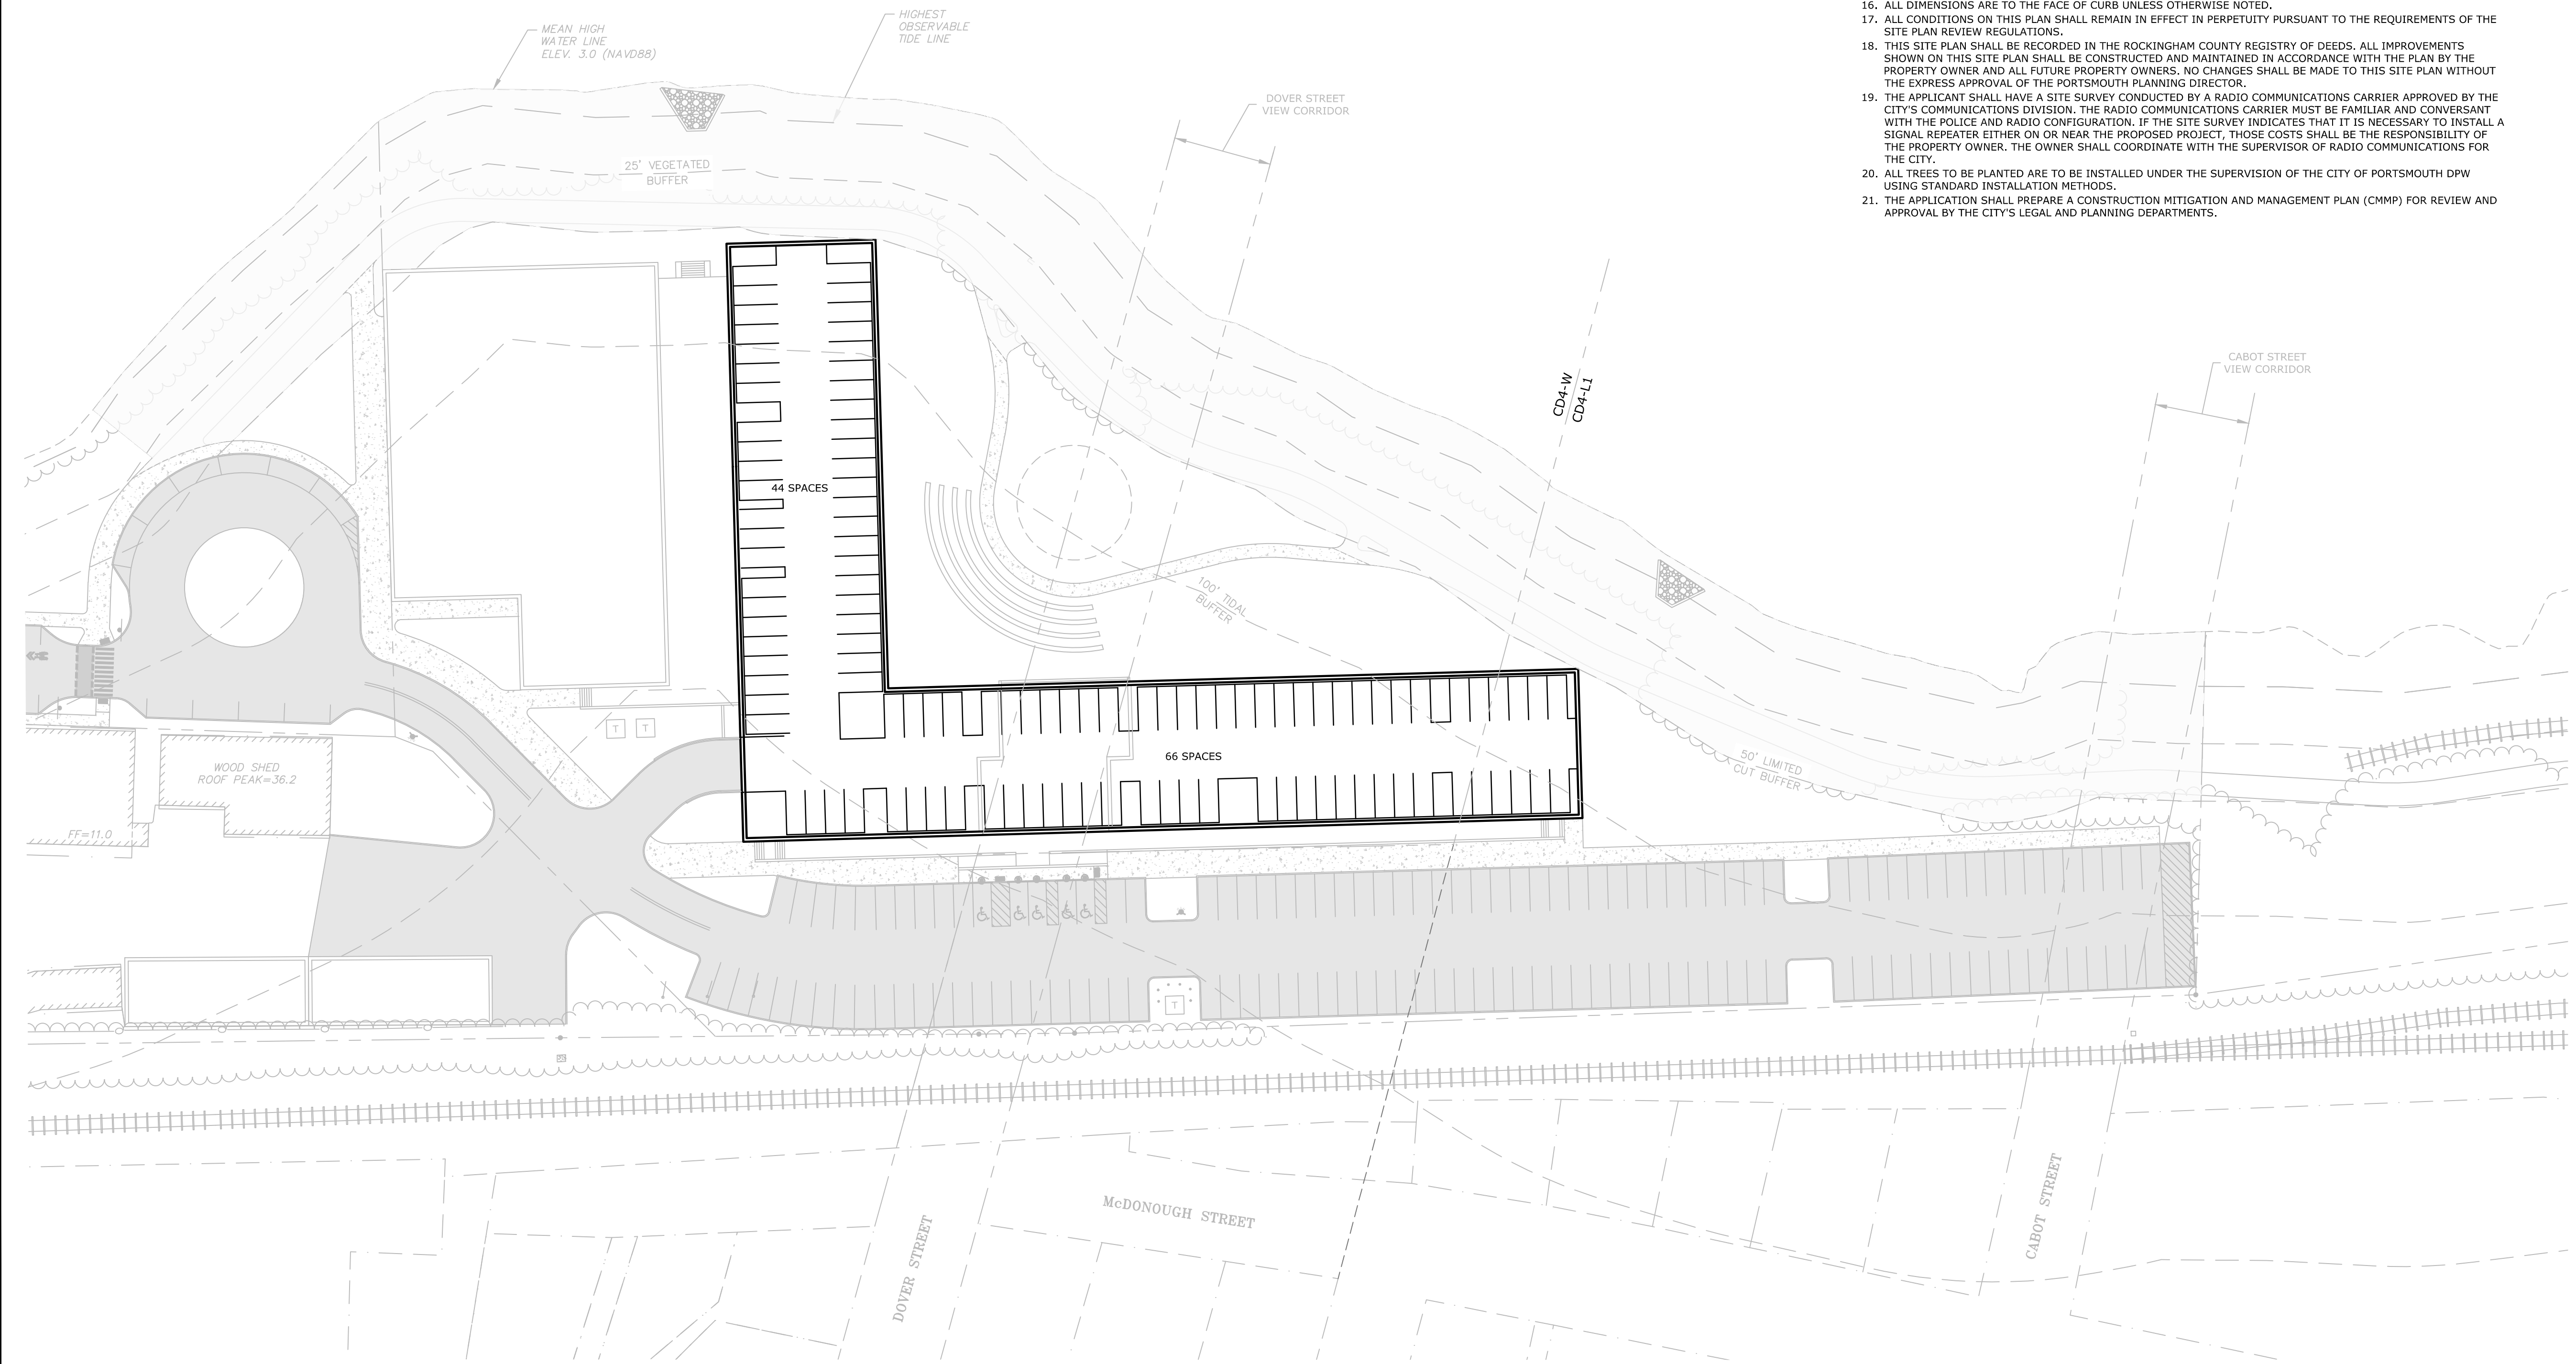 16. ALL DIMENSIONS ARE TO THE FACE OF CURB UNLESS OTHERWISE NOTED.
17. ALL CONDITIONS ON THIS PLAN SHALL REMAIN IN EFFECT IN PERPETUITY PURSUANT TO THE REQUIREMENTS OF THE
SITE PLAN REVIEW REGULATIONS.
18. THIS SITE PLAN SHALL BE RECORDED IN THE ROCKINGHAM COUNTY REGISTRY OF DEEDS. ALL IMPROVEMENTS
SHOWN ON THIS SITE PLAN SHALL BE CONSTRUCTED AND MAINTAINED IN ACCORDANCE WITH THE PLAN BY THE
PROPERTY OWNER AND ALL FUTURE PROPERTY OWNERS. NO CHANGES SHALL BE MADE TO THIS SITE PLAN WITHOUT
THE EXPRESS APPROVAL OF THE PORTSMOUTH PLANNING DIRECTOR.
19. THE APPLICANT SHALL HAVE A SITE SURVEY CONDUCTED BY A RADIO COMMUNICATIONS CARRIER APPROVED BY THE
CITY'S COMMUNICATIONS DIVISION. THE RADIO COMMUNICATIONS CARRIER MUST BE FAMILIAR AND CONVERSANT
WITH THE POLICE AND RADIO CONFIGURATION. IF THE SITE SURVEY INDICATES THAT IT IS NECESSARY TO INSTALL A
SIGNAL REPEATER EITHER ON OR NEAR THE PROPOSED PROJECT, THOSE COSTS SHALL BE THE RESPONSIBILITY OF
THE PROPERTY OWNER. THE OWNER SHALL COORDINATE WITH THE SUPERVISOR OF RADIO COMMUNICATIONS FOR
THE CITY.
20. ALL TREES TO BE PLANTED ARE TO BE INSTALLED UNDER THE SUPERVISION OF THE CITY OF PORTSMOUTH DPW
USING STANDARD INSTALLATION METHODS.
21. THE APPLICATION SHALL PREPARE A CONSTRUCTION MITIGATION AND MANAGEMENT PLAN (CMMP) FOR REVIEW AND
APPROVAL BY THE CITY'S LEGAL AND PLANNING DEPARTMENTS.
MEAN HIGH
WATER LINE
ELEV. 3.0 (NAVD88)
HIGHEST
OBSERVABLE
TIDE LINE
DOVER STREET
VIEW CORRIDOR
25' VEGETATED
BUFFER
CABOT STREET
VIEW CORRIDOR
CD4-W
CD4-L1
44 SPACES
100' TIDAL
BUFFER
66 SPACES
50' LIMITED
CUT BUFFER
T
T
WOOD SHED
ROOF PEAK=36.2
FF=11.0
T
McDONOUGH STREET
DOVER STREET
CABOT STREET